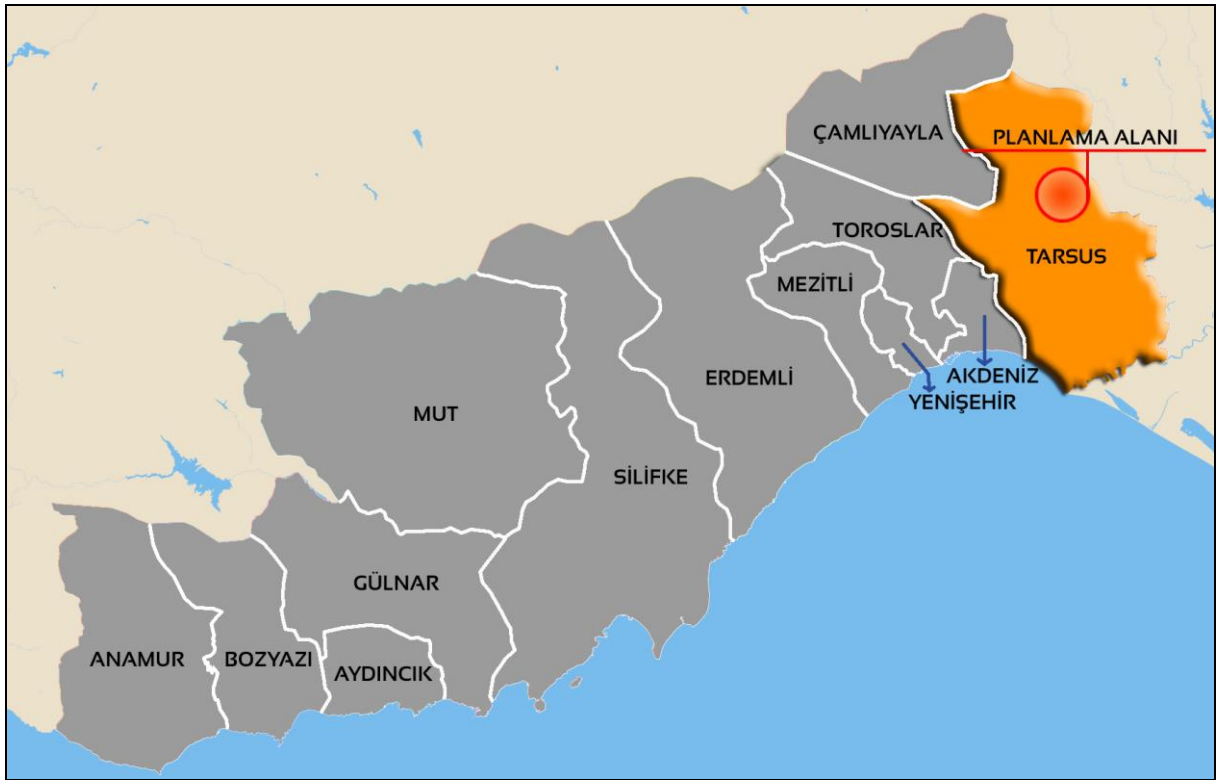 ÇAMLIYAYLA
PLANLAMA ALANI
TOROSLAR
TARSUS
MEZİTLİ
ERDEMLİ
AKDENİZ
YENİŞEHİR
MUT
SİLİFKE
GÜLNAR
ANAMUR
BOZYAZI
AYDINCIK